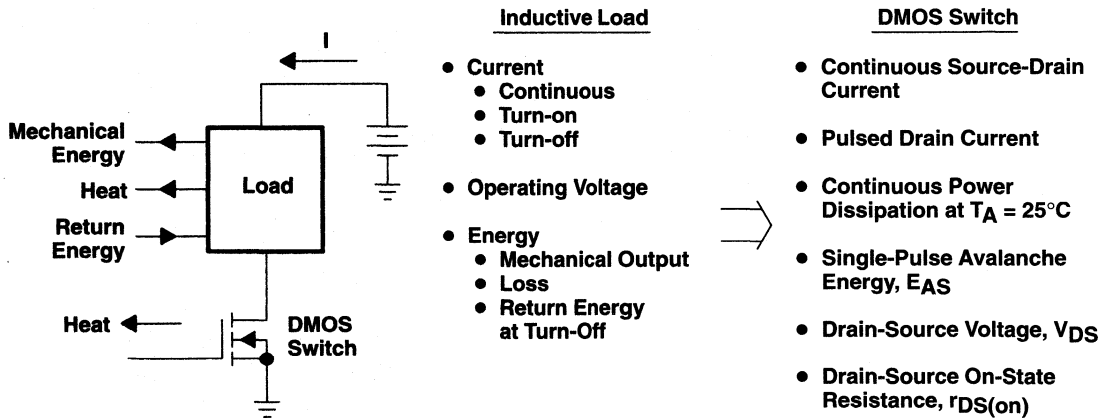 I
Mechanical
Energy
Heat
Return
Energy
Load
Heat
DMOS
Switch
Inductive Load
• Current
• Continuous
• Turn-on
• Turn-off
• Operating Voltage
• Energy
• Mechanical Output
• Loss
• Return Energy
at Turn-Off
DMOS Switch
• Continuous Source-Drain
Current
• Pulsed Drain Current
• Continuous Power
Dissipation at TA = 25°C
• Single-Pulse Avalanche
Energy, EAS
• Drain-Source Voltage, VDS
• Drain-Source On-State
Resistance, rDS(on)